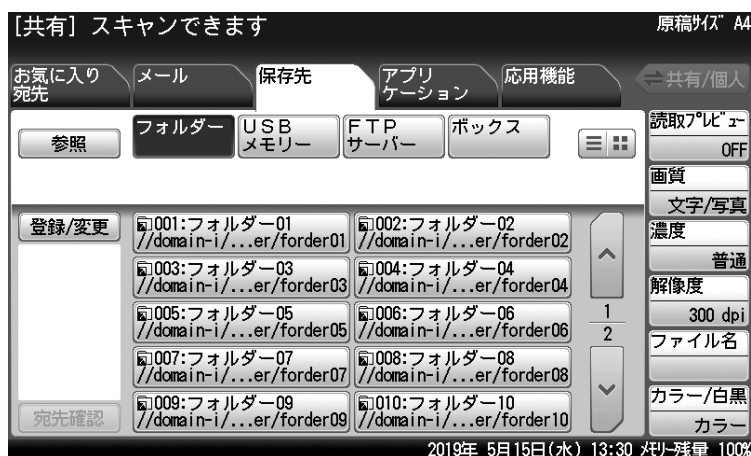 [共有] スキャンできます
原稿ｻｲｽﾞ A4
お気に入り
宛先
メール
保存先
アプリ
ケーション
応用機能
共有/個人
参照
フォルダー
USB
メモリー
FTP
サーバー
ボックス
読取ﾌﾟﾚﾋﾞｭｰ
OFF
画質
文字/写真
登録/変更
001:フォルダー01
//domain-i/...er/forder01
002:フォルダー02
//domain-i/...er/forder02
濃度
普通
003:フォルダー03
//domain-i/...er/forder03
004:フォルダー04
//domain-i/...er/forder04
解像度
300 dpi
005:フォルダー05
//domain-i/...er/forder05
006:フォルダー06
//domain-i/...er/forder06
1
2
ファイル名
007:フォルダー07
//domain-i/...er/forder07
008:フォルダー08
//domain-i/...er/forder08
カラー/白黒
カラー
009:フォルダー09
//domain-i/...er/forder09
010:フォルダー10
//domain-i/...er/forder10
宛先確認
2019年 5月15日(水) 13:30 ﾒﾓﾘｰ残量 100%